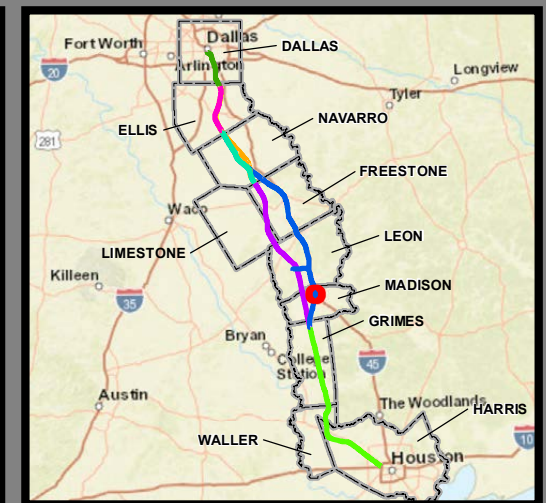 Fort Worth
Dallas
DALLAS
Arlington
20
Longview
Tyler
ELLIS
NAVARRO
281
FREESTONE
Waco
LEON
LIMESTONE
Killeen
MADISON
35
GRIMES
Bryan
College
Station
45
Austin
The Woodlands
HARRIS
WALLER
10
Houston